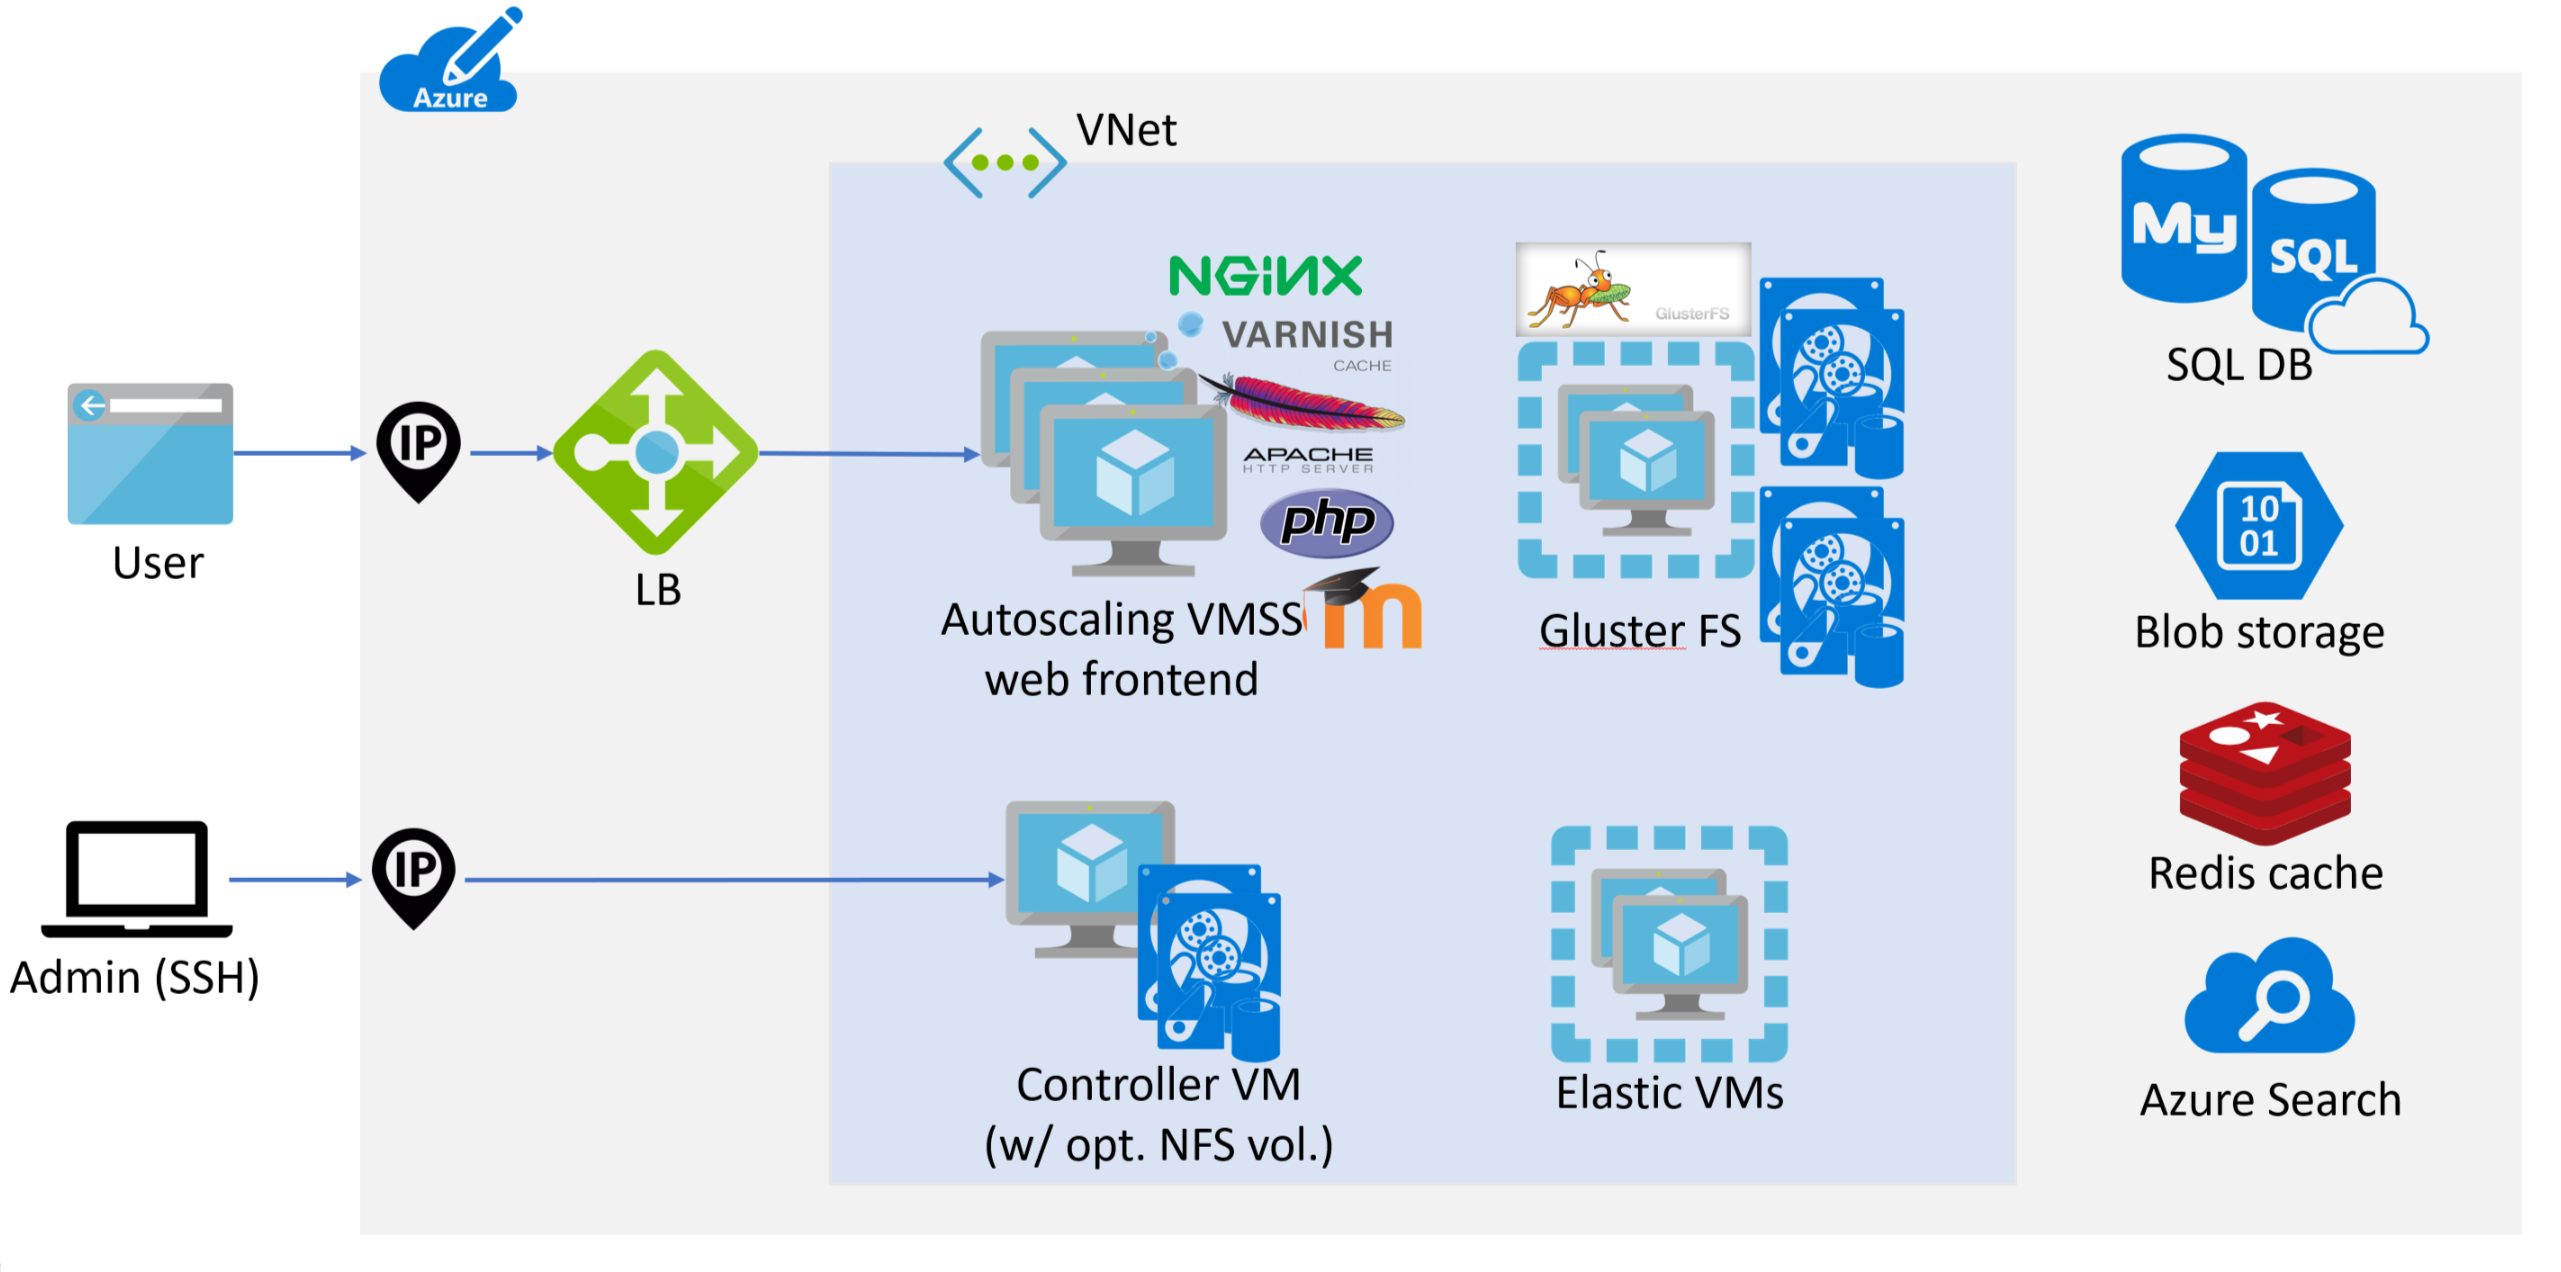 Azure
VNet
NGiNX
VARNISH
CACHE
GlusterFS
My
SQL
SQL DB
IP
APACHE
HTTP SERVER
php
10
01
User
LB
Autoscaling VMSS
web frontend
m
Gluster FS
Blob storage
IP
Redis cache
Admin (SSH)
Controller VM
(w/ opt. NFS vol.)
Elastic VMs
Azure Search